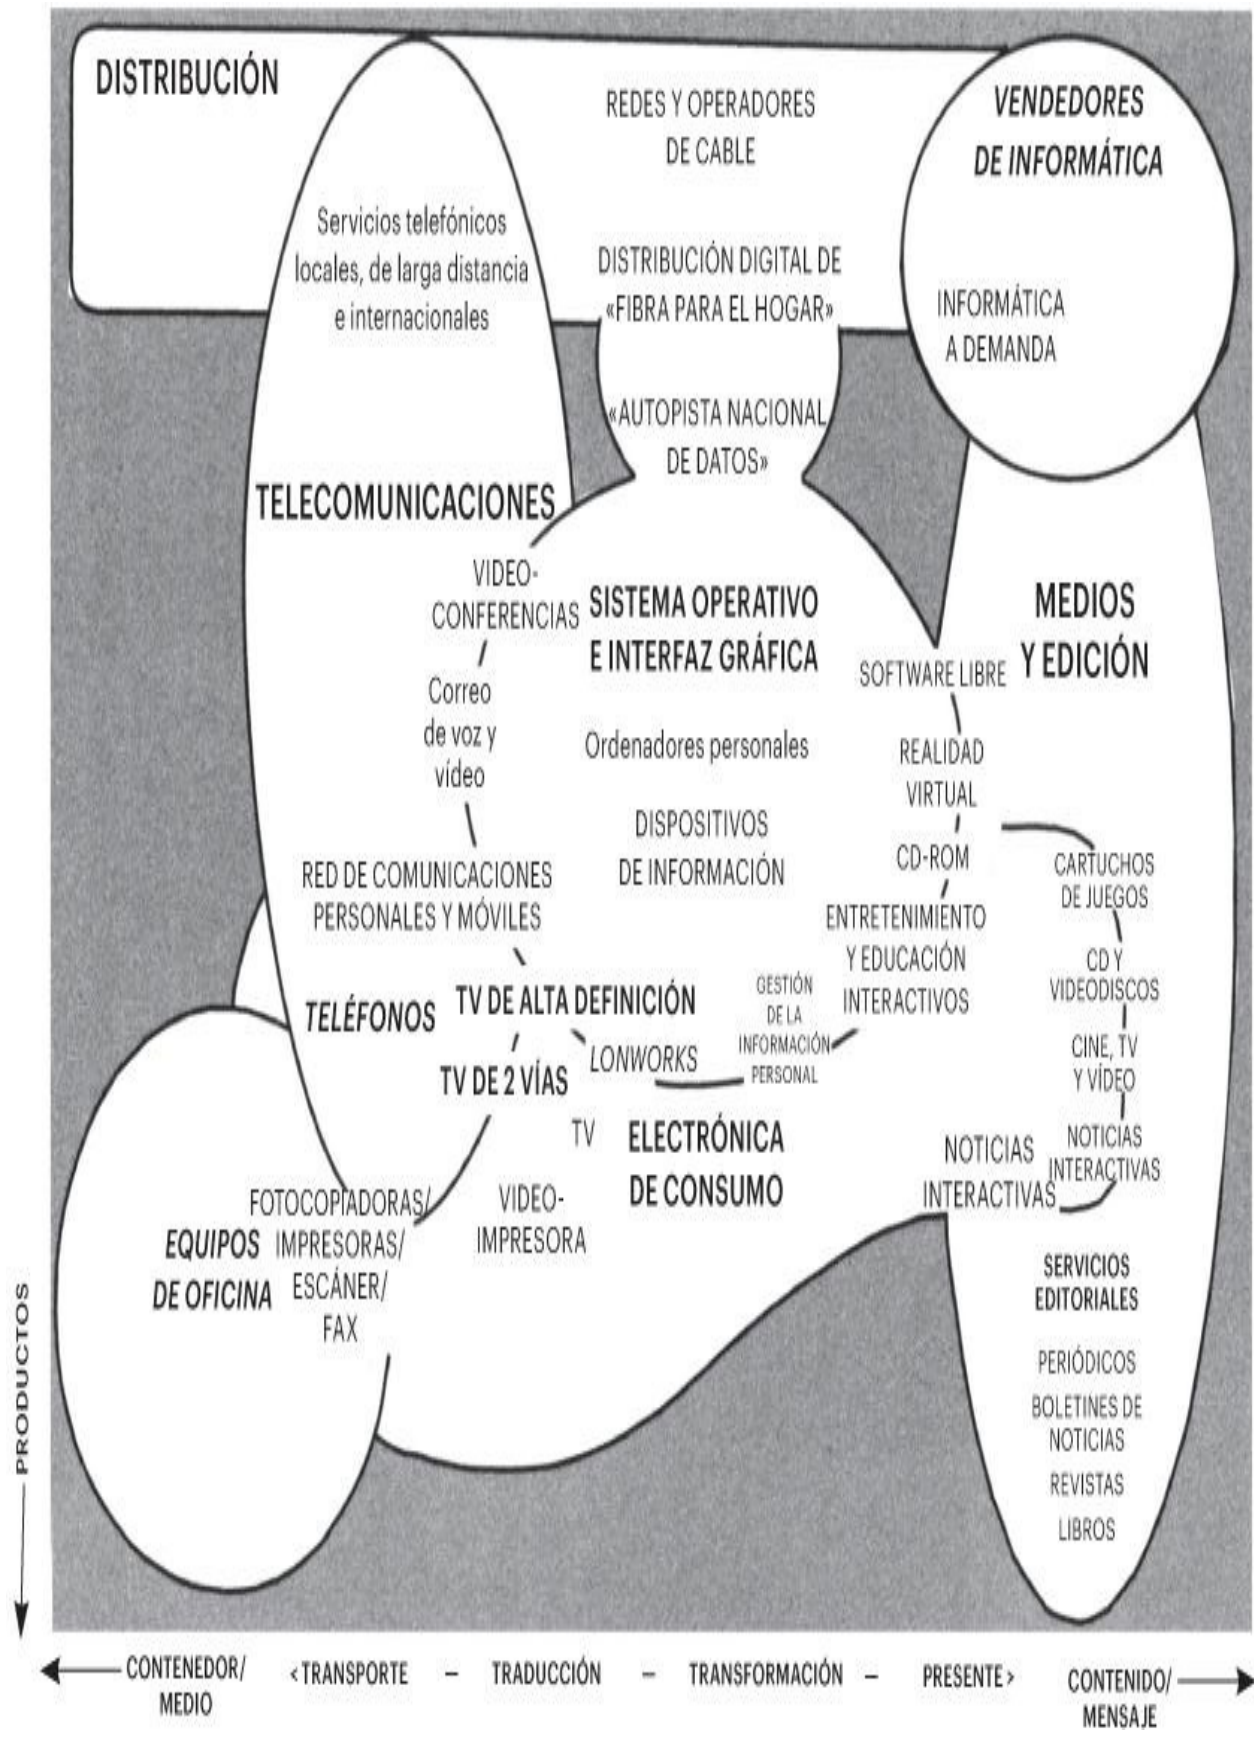 DISTRIBUCIÓN
REDES Y OPERADORES
DE CABLE
VENDEDORES
DE INFORMÁTICA
Servicios telefónicos
locales, de larga distancia
e internacionales
DISTRIBUCIÓN DIGITAL DE
«FIBRA PARA EL HOGAR»
INFORMÁTICA
A DEMANDA
«AUTOPISTA NACIONAL
DE DATOS»
TELECOMUNICACIONES
VIDEO-
CONFERENCIAS
SISTEMA OPERATIVO
E INTERFAZ GRÁFICA
MEDIOS
Y EDICIÓN
SOFTWARE LIBRE
Correo
de voz y
vídeo
Ordenadores personales
REALIDAD
VIRTUAL
DISPOSITIVOS
DE INFORMACIÓN
CD-ROM
CARTUCHOS
DE JUEGOS
RED DE COMUNICACIONES
PERSONALES Y MÓVILES
ENTRETENIMIENTO
Y EDUCACIÓN
INTERACTIVOS
CD Y
VIDEODISCOS
TELÉFONOS
TV DE ALTA DEFINICIÓN
GESTIÓN
DE LA
INFORMACIÓN
PERSONAL
LONWORKS
CINE, TV
Y VÍDEO
TV DE 2 VÍAS
TV
ELECTRÓNICA
DE CONSUMO
NOTICIAS
INTERACTIVAS
NOTICIAS
INTERACTIVAS
FOTOCOPIADORAS/
IMPRESORAS/
ESCÁNER/
FAX
EQUIPOS
DE OFICINA
VIDEO-
IMPRESORA
SERVICIOS
EDITORIALES
PERIÓDICOS
BOLETINES DE
NOTICIAS
REVISTAS
LIBROS
PRODUCTOS
CONTENEDOR/
MEDIO
< TRANSPORTE – TRADUCCIÓN – TRANSFORMACIÓN – PRESENTE >
CONTENIDO/
MENSAJE